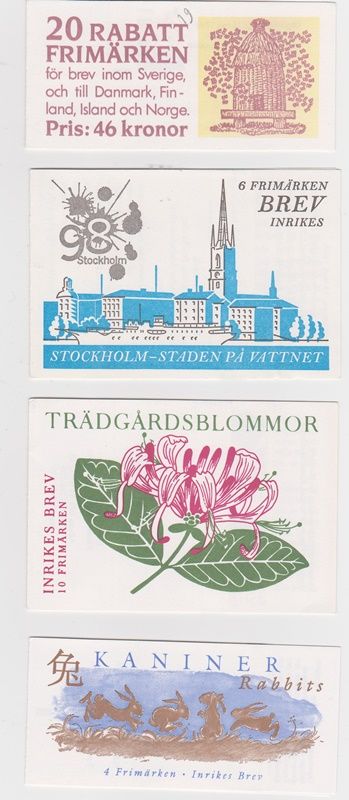 19
20 RABATT
FRIMÄRKEN
för brev inom Sverige,
och till Danmark, Fin-
land, Island och Norge.
Pris: 46 kronor
98
Stockholm
6 FRIMÄRKEN
BREV
INRIKES
STOCKHOLM–STADEN PÅ VATTNET
TRÄDGÅRDSBLOMMOR
INRIKES BREV
10 FRIMÄRKEN
兔
KANINER
Rabbits
4 Frimärken · Inrikes Brev